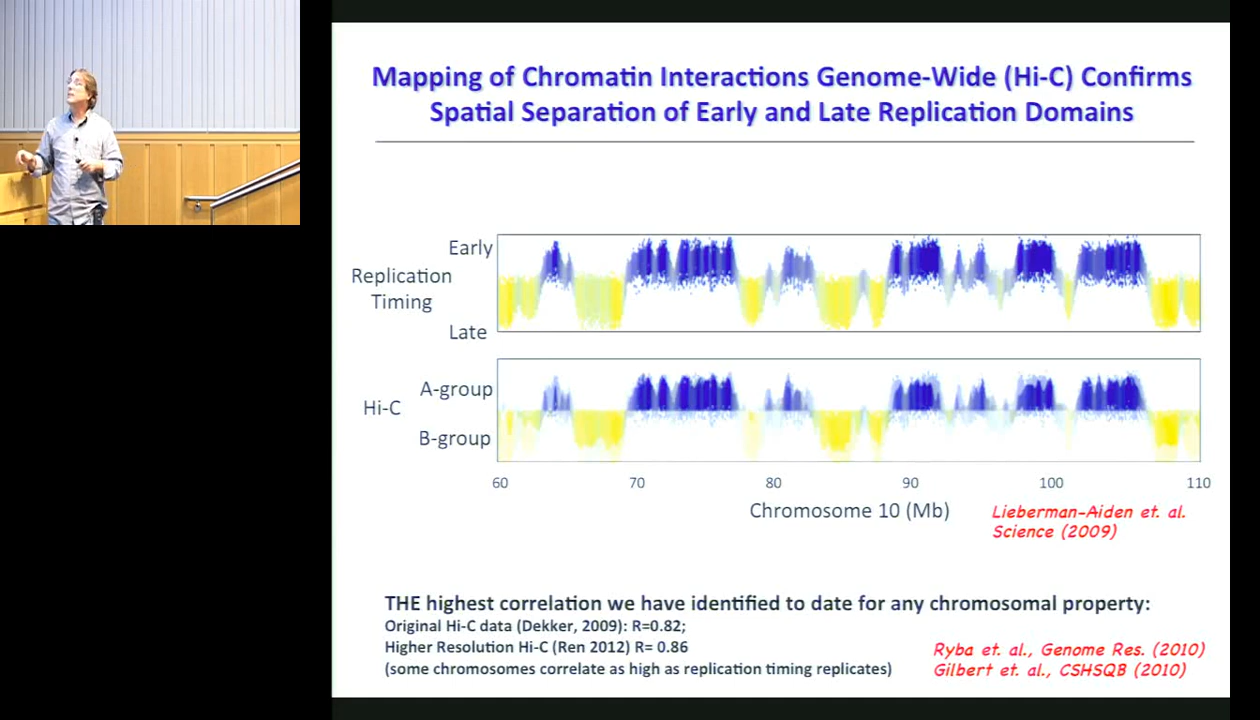 Mapping of Chromatin Interactions Genome-Wide (Hi-C) Confirms
Spatial Separation of Early and Late Replication Domains
Early
Replication
Timing
Late
A-group
Hi-C
B-group
60 70 80 90 100 110
Chromosome 10 (Mb)
Lieberman-Aiden et. al.
Science (2009)
THE highest correlation we have identified to date for any chromosomal property:
Original Hi-C data (Dekker, 2009): R=0.82;
Higher Resolution Hi-C (Ren 2012) R= 0.86
(some chromosomes correlate as high as replication timing replicates)
Ryba et. al., Genome Res. (2010)
Gilbert et. al., CSHSQB (2010)